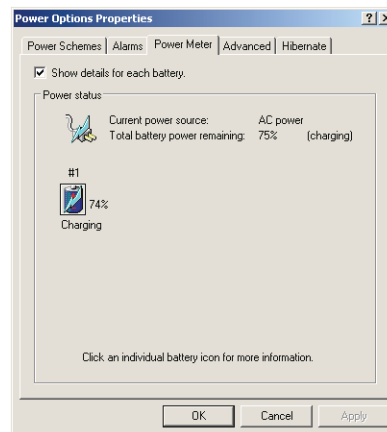 Power Options Properties
Power Schemes Alarms Power Meter Advanced Hibernate
Show details for each battery.
Power status
Current power source: AC power
Total battery power remaining: 75% (charging)
#1
74%
Charging
Click an individual battery icon for more information.
OK Cancel Apply